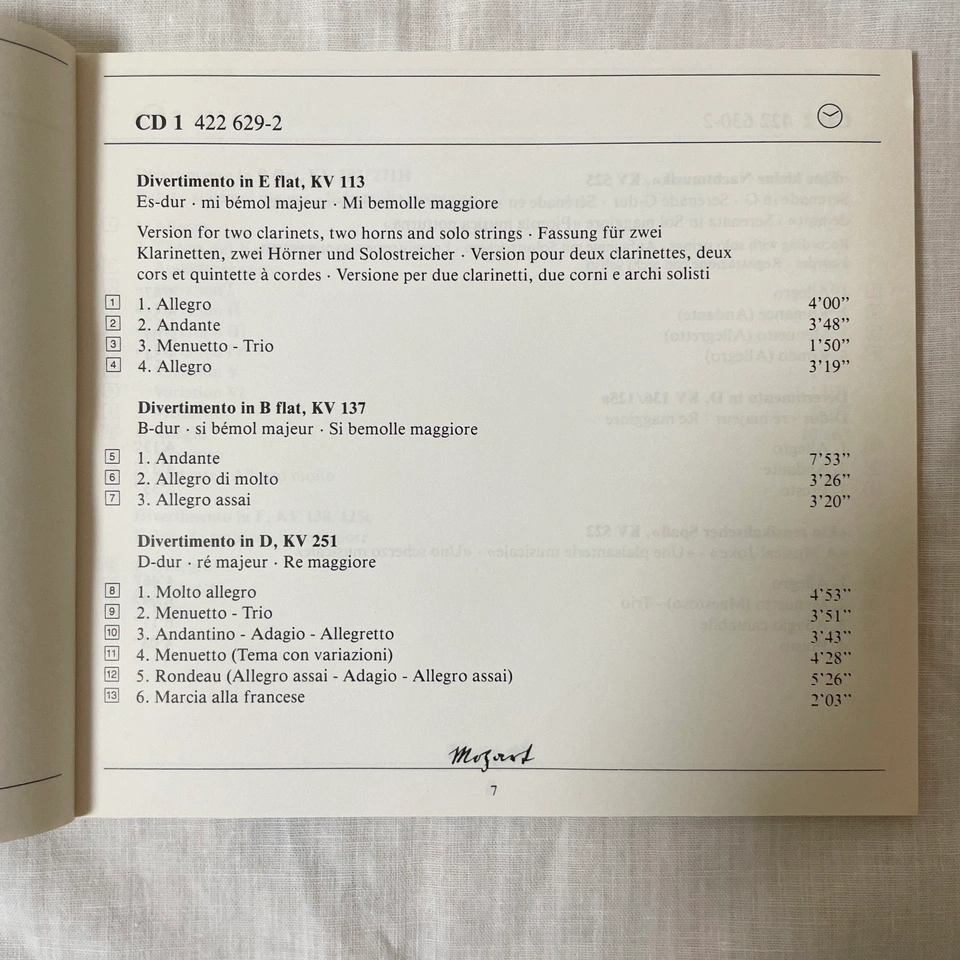 CD 1 422 629-2
Divertimento in E flat, KV 113
Es-dur · mi bémol majeur · Mi bemolle maggiore
Version for two clarinets, two horns and solo strings · Fassung für zwei
Klarinetten, zwei Hörner und Solostreicher · Version pour deux clarinettes, deux
cors et quintette à cordes · Versione per due clarinetti, due corni e archi solisti
1 1. Allegro 4’00”
2 2. Andante 3’48”
3 3. Menuetto - Trio 1’50”
4 4. Allegro 3’19”
Divertimento in B flat, KV 137
B-dur · si bémol majeur · Si bemolle maggiore
5 1. Andante 7’53”
6 2. Allegro di molto 3’26”
7 3. Allegro assai 3’20”
Divertimento in D, KV 251
D-dur · ré majeur · Re maggiore
8 1. Molto allegro 4’53”
9 2. Menuetto - Trio 3’51”
10 3. Andantino - Adagio - Allegretto 3’43”
11 4. Menuetto (Tema con variazioni) 4’28”
12 5. Rondeau (Allegro assai - Adagio - Allegro assai) 5’26”
13 6. Marcia alla francese 2’03”
Mozart
7